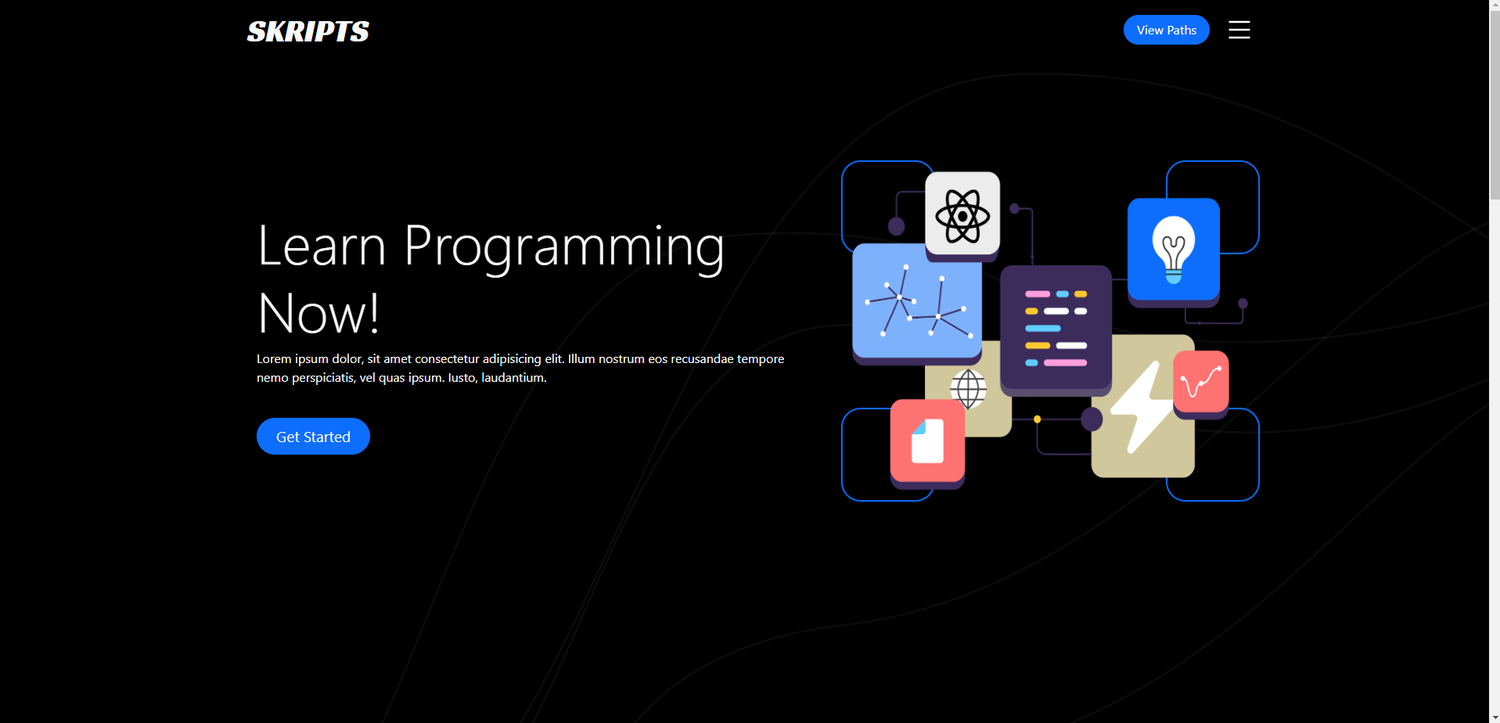 SKRIPTS
View Paths
Learn Programming
Now!
Lorem ipsum dolor, sit amet consectetur adipisicing elit. Illum nostrum eos recusandae tempore
nemo perspiciatis, vel quas ipsum. Iusto, laudantium.
Get Started